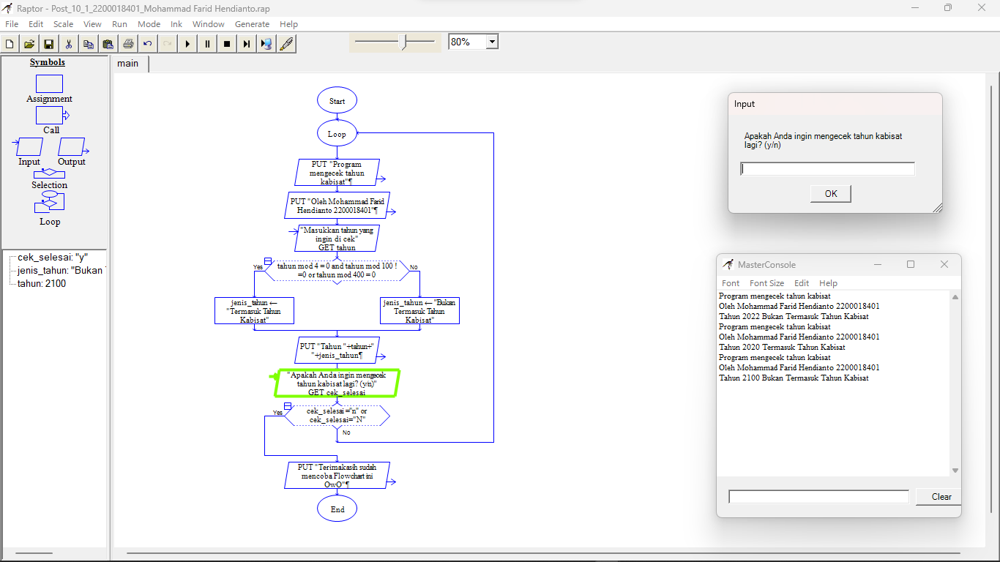 Raptor - Post_10_1_2200018401_Mohammad Farid Hendianto.rap
File Edit Scale View Run Mode Ink Window Generate Help
80%
Symbols
Assignment
Call
Input Output
Selection
Loop
cek_selesai: "y"
jenis_tahun: "Bukan
tahun: 2100
main
Start
Loop
PUT "Program
mengecek tahun
kabisat"¶
PUT "Oleh Mohammad Farid
Hendianto 2200018401"¶
"Masukkan tahun yang
ingin di cek"
GET tahun
Yes
tahun mod 4 = 0 and tahun mod 100 !
=0 or tahun mod 400 = 0
No
jenis_tahun ←
"Termasuk Tahun
Kabisat"
jenis_tahun ← "Bukan
Termasuk Tahun
Kabisat"
PUT "Tahun "+tahun+"
"+jenis_tahun¶
"Apakah Anda ingin mengecek
tahun kabisat lagi? (y/n)"
GET cek_selesai
Yes
cek_selesai ="n" or
cek_selesai="N"
No
PUT "Terimakasih sudah
mencoba Flowchart ini
OwO"¶
End
Input
Apakah Anda ingin mengecek tahun kabisat
lagi? (y/n)
OK
MasterConsole
Font Font Size Edit Help
Program mengecek tahun kabisat
Oleh Mohammad Farid Hendianto 2200018401
Tahun 2022 Bukan Termasuk Tahun Kabisat
Program mengecek tahun kabisat
Oleh Mohammad Farid Hendianto 2200018401
Tahun 2020 Termasuk Tahun Kabisat
Program mengecek tahun kabisat
Oleh Mohammad Farid Hendianto 2200018401
Tahun 2100 Bukan Termasuk Tahun Kabisat
Clear